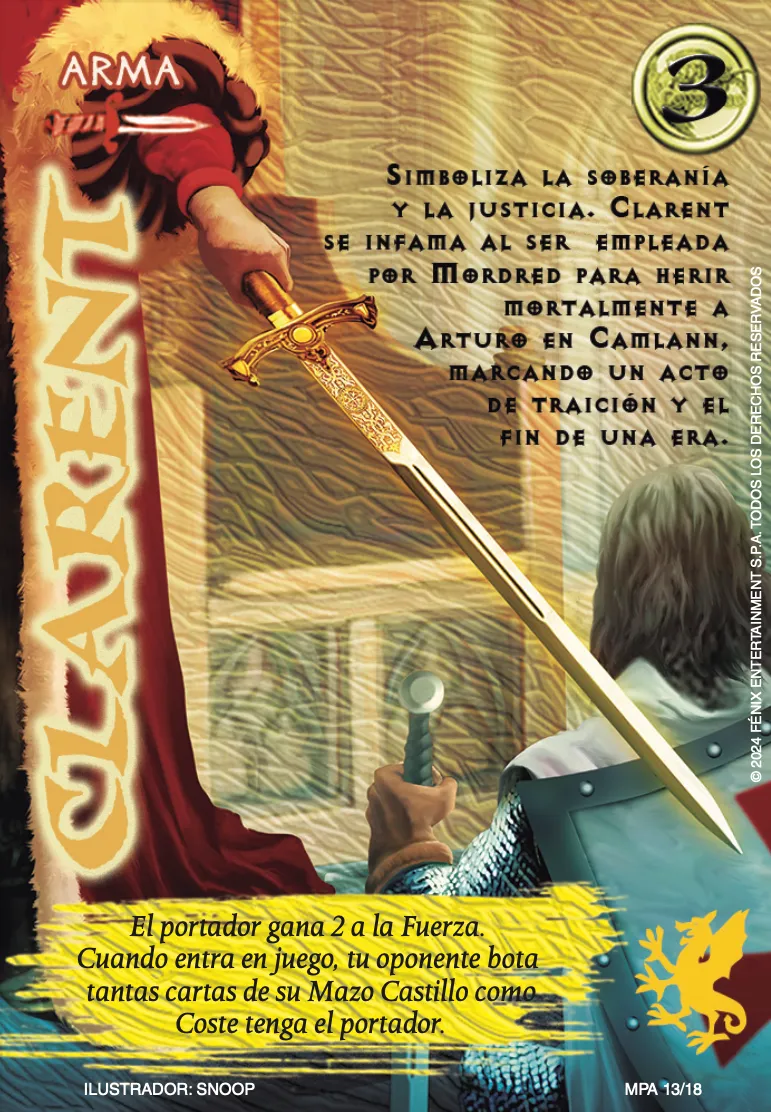 ARMA
3
CLARENT
SIMBOLIZA LA SOBERANÍA
Y LA JUSTICIA. CLARENT
SE INFAMA AL SER EMPLEADA
POR MORDRED PARA HERIR
MORTALMENTE A
ARTURO EN CAMLANN,
MARCANDO UN ACTO
DE TRAICIÓN Y EL
FIN DE UNA ERA.
© 2024 FÉNIX ENTERTAINMENT S.P.A. TODOS LOS DERECHOS RESERVADOS
El portador gana 2 a la Fuerza.
Cuando entra en juego, tu oponente bota
tantas cartas de su Mazo Castillo como
Coste tenga el portador.
ILUSTRADOR: SNOOP
MPA 13/18